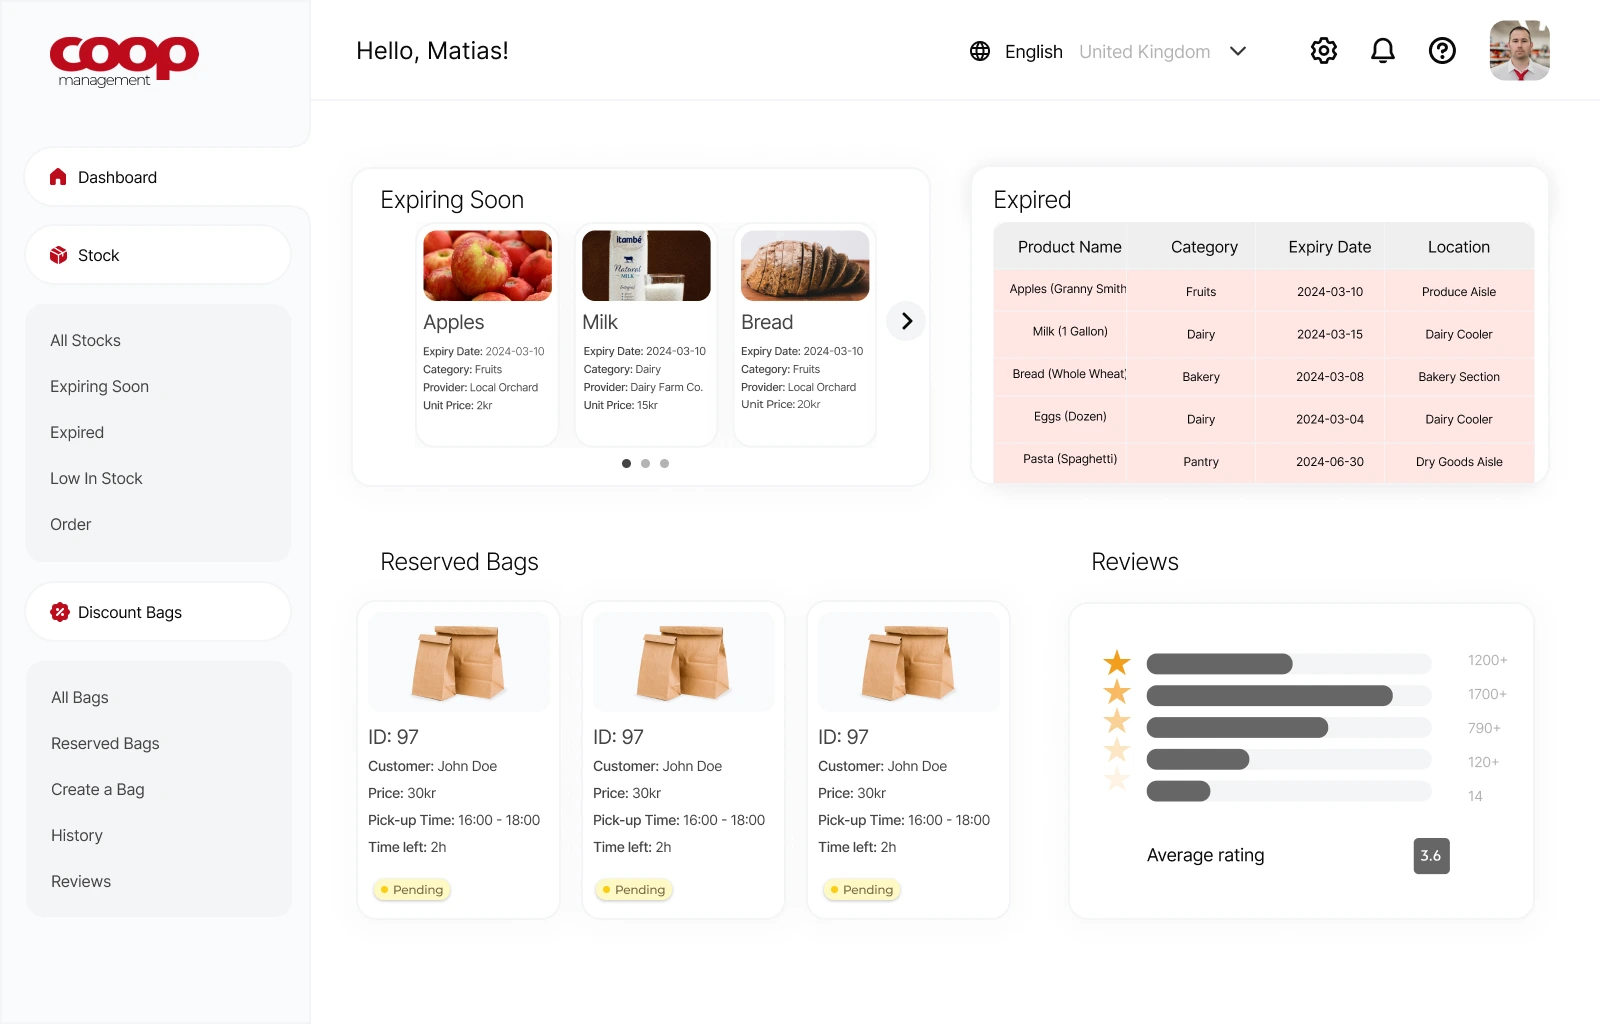 coop
management
Hello, Matias!
English United Kingdom
Dashboard
Stock
All Stocks
Expiring Soon
Expired
Low In Stock
Order
Discount Bags
All Bags
Reserved Bags
Create a Bag
History
Reviews
Expiring Soon
itambé
Natural
MILK
Apples
Expiry Date: 2024-03-10
Category: Fruits
Provider: Local Orchard
Unit Price: 2kr
Milk
Expiry Date: 2024-03-10
Category: Dairy
Provider: Dairy Farm Co.
Unit Price: 15kr
Bread
Expiry Date: 2024-03-10
Category: Fruits
Provider: Local Orchard
Unit Price: 20kr
Expired
Product Name Category Expiry Date Location
Apples (Granny Smith Fruits 2024-03-10 Produce Aisle
Milk (1 Gallon) Dairy 2024-03-15 Dairy Cooler
Bread (Whole Wheat) Bakery 2024-03-08 Bakery Section
Eggs (Dozen) Dairy 2024-03-04 Dairy Cooler
Pasta (Spaghetti) Pantry 2024-06-30 Dry Goods Aisle
Reserved Bags
ID: 97
Customer: John Doe
Price: 30kr
Pick-up Time: 16:00 - 18:00
Time left: 2h
Pending
ID: 97
Customer: John Doe
Price: 30kr
Pick-up Time: 16:00 - 18:00
Time left: 2h
Pending
ID: 97
Customer: John Doe
Price: 30kr
Pick-up Time: 16:00 - 18:00
Time left: 2h
Pending
Reviews
1200+
1700+
790+
120+
14
Average rating 3.6